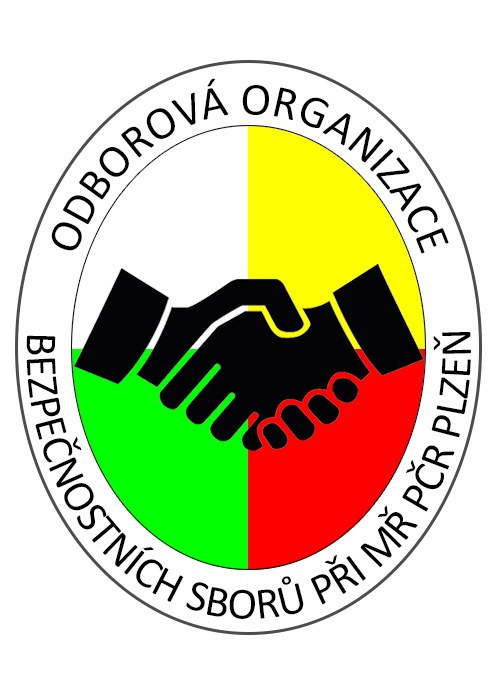 ODBOROVÁ ORGANIZACE
BEZPEČNOSTNÍCH SBORŮ PŘI MŘ PČR PLZEŇ